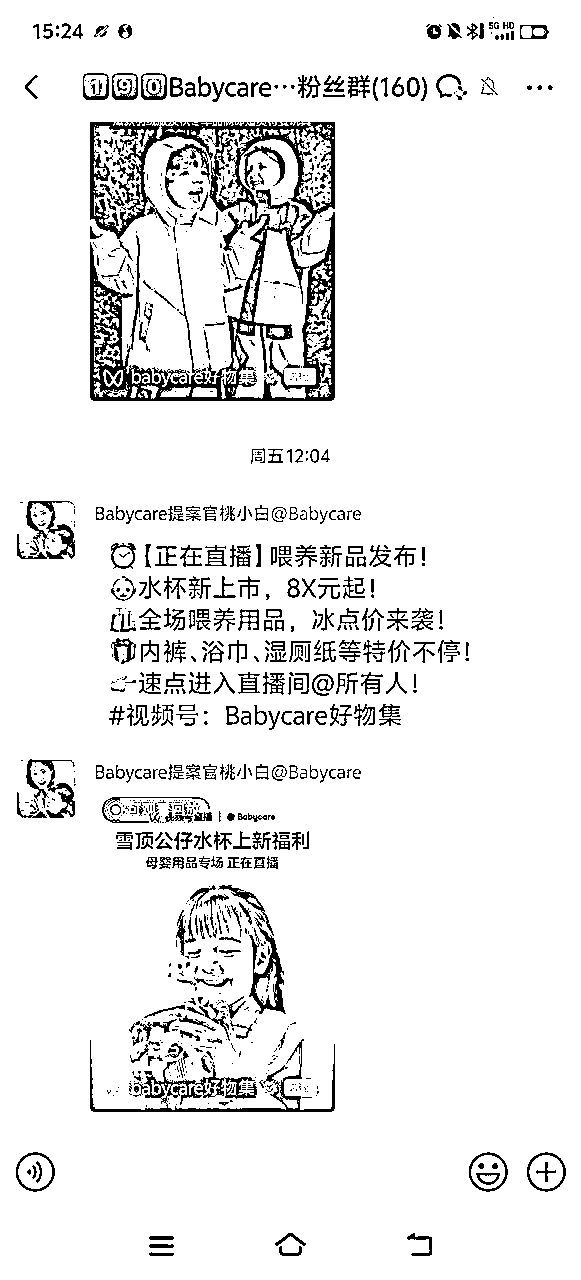 15:24
5G HD
190Babycare…粉丝群(160)
babycare好物集
周五12:04
Babycare提案官桃小白@Babycare
【正在直播】喂养新品发布!
水杯新上市,8X元起!
全场喂养用品,冰点价来袭!
内裤、浴巾、湿厕纸等特价不停!
👉速点进入直播间@所有人!
#视频号:Babycare好物集
Babycare提案官桃小白@Babycare
Babycare
雪顶公仔水杯上新福利
母婴用品专场 正在直播
babycare好物集